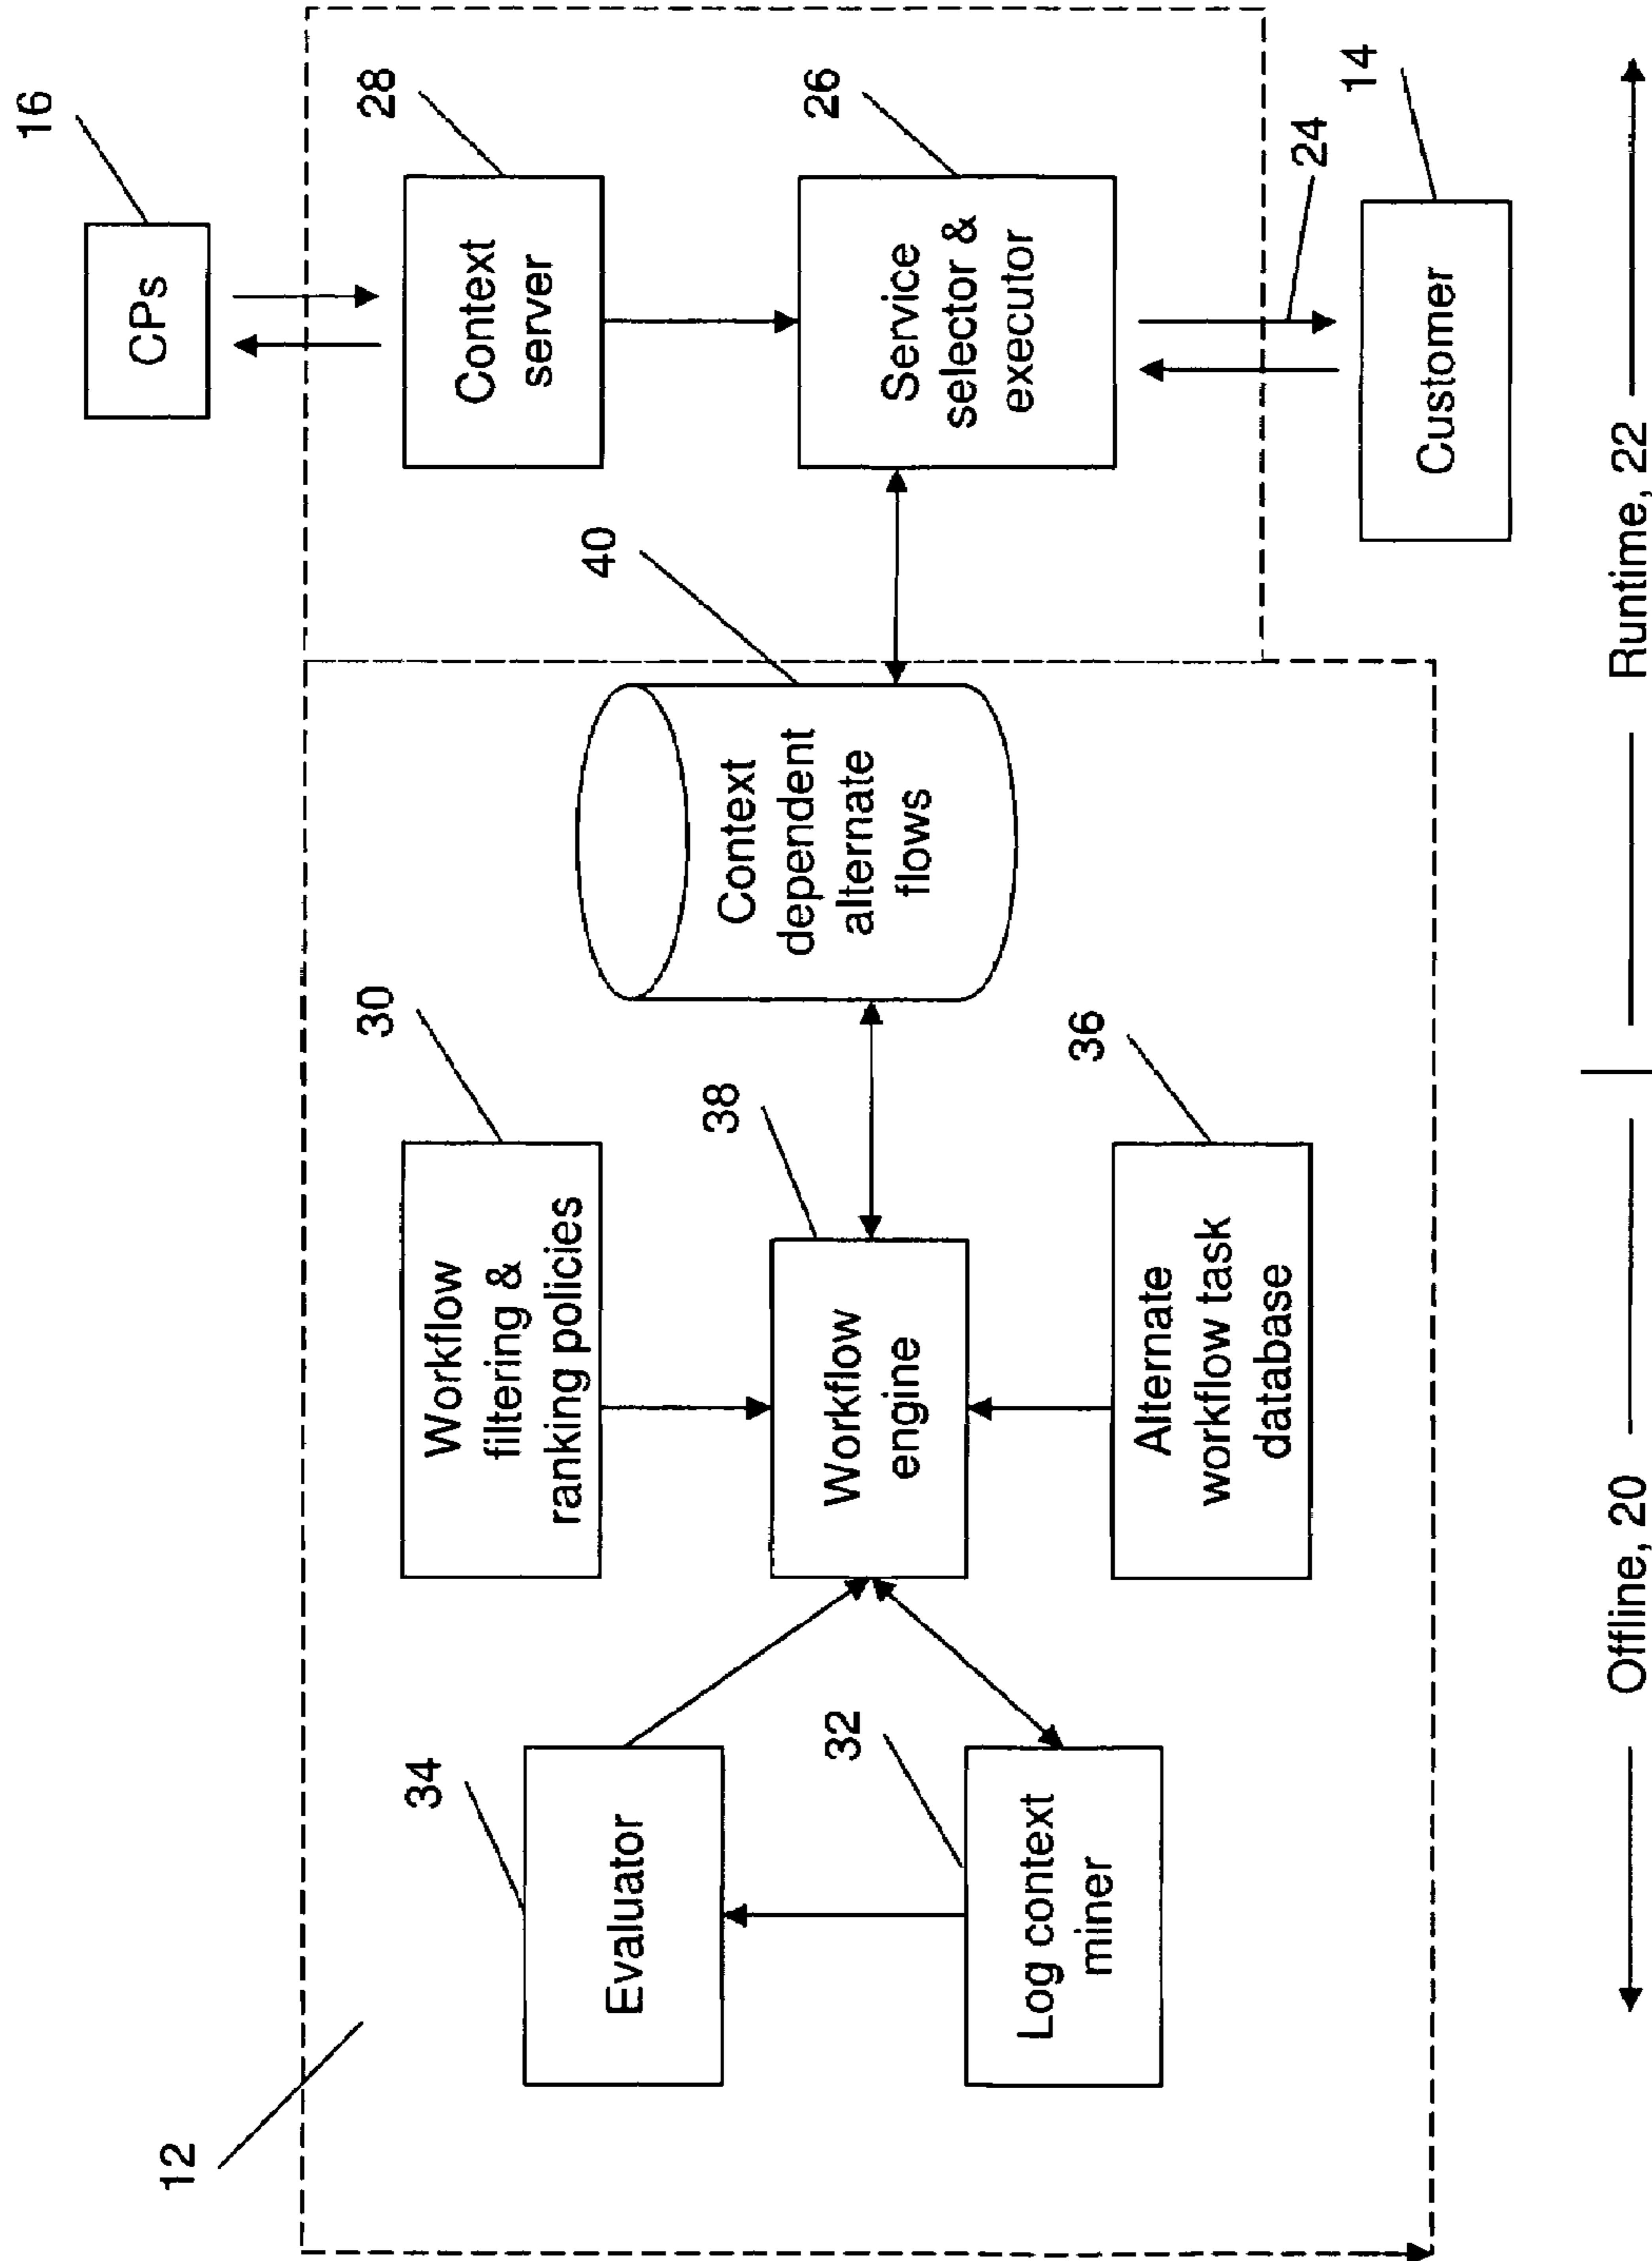 16
CPs
28
Context
server
26
Service
selector &
executor
24
14
Customer
40
Context
dependent
alternate
flows
30
Workflow
filtering &
ranking policies
38
Workflow
engine
36
Alternate
workflow task
database
34
Evaluator
32
Log context
miner
12
Offline, 20
Runtime, 22